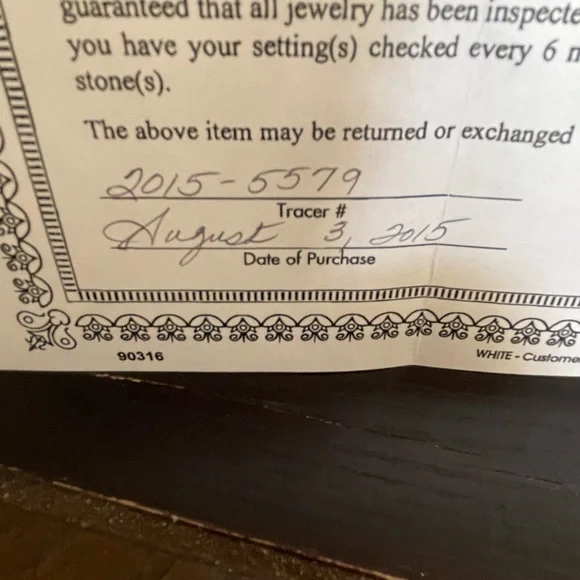 guaranteed that all jewelry has been inspecte
you have your setting(s) checked every 6 m
stone(s).
The above item may be returned or exchanged
2015-5579
Tracer #
August 3, 2015
Date of Purchase
90316
WHITE - Custome